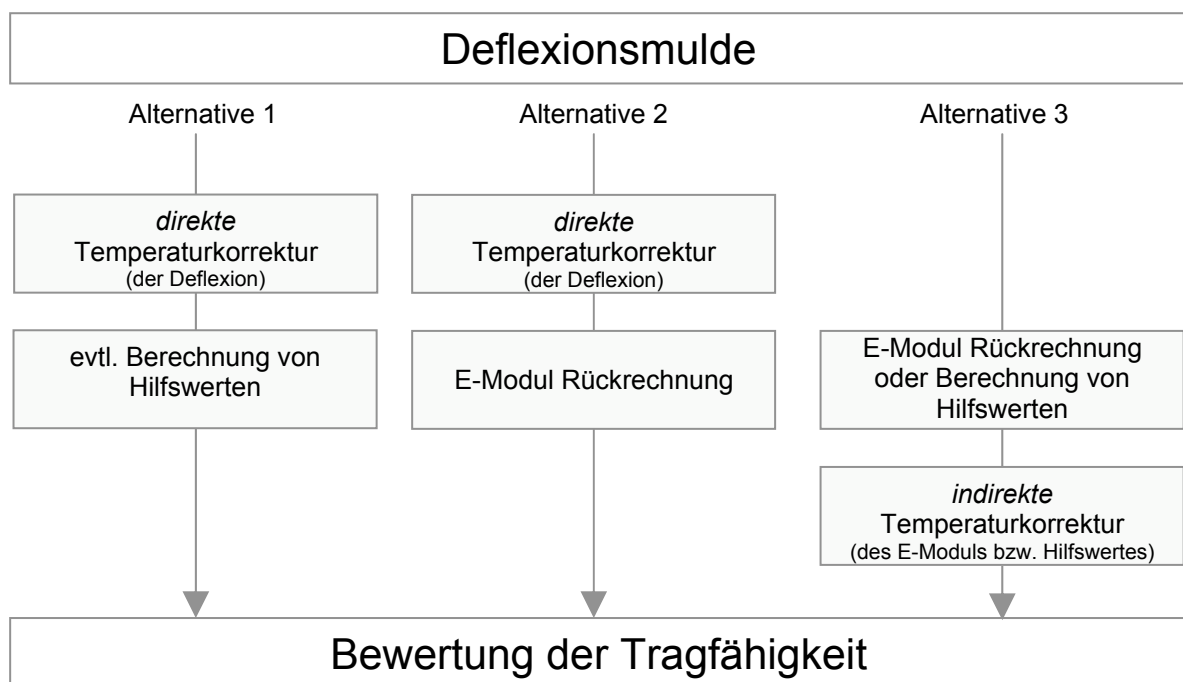 Deflexionsmulde
Alternative 1
direkte
Temperaturkorrektur
(der Deflexion)
evtl. Berechnung von
Hilfswerten
Alternative 2
direkte
Temperaturkorrektur
(der Deflexion)
E-Modul Rückrechnung
Alternative 3
E-Modul Rückrechnung
oder Berechnung von
Hilfswerten
indirekte
Temperaturkorrektur
(des E-Moduls bzw. Hilfswertes)
Bewertung der Tragfähigkeit